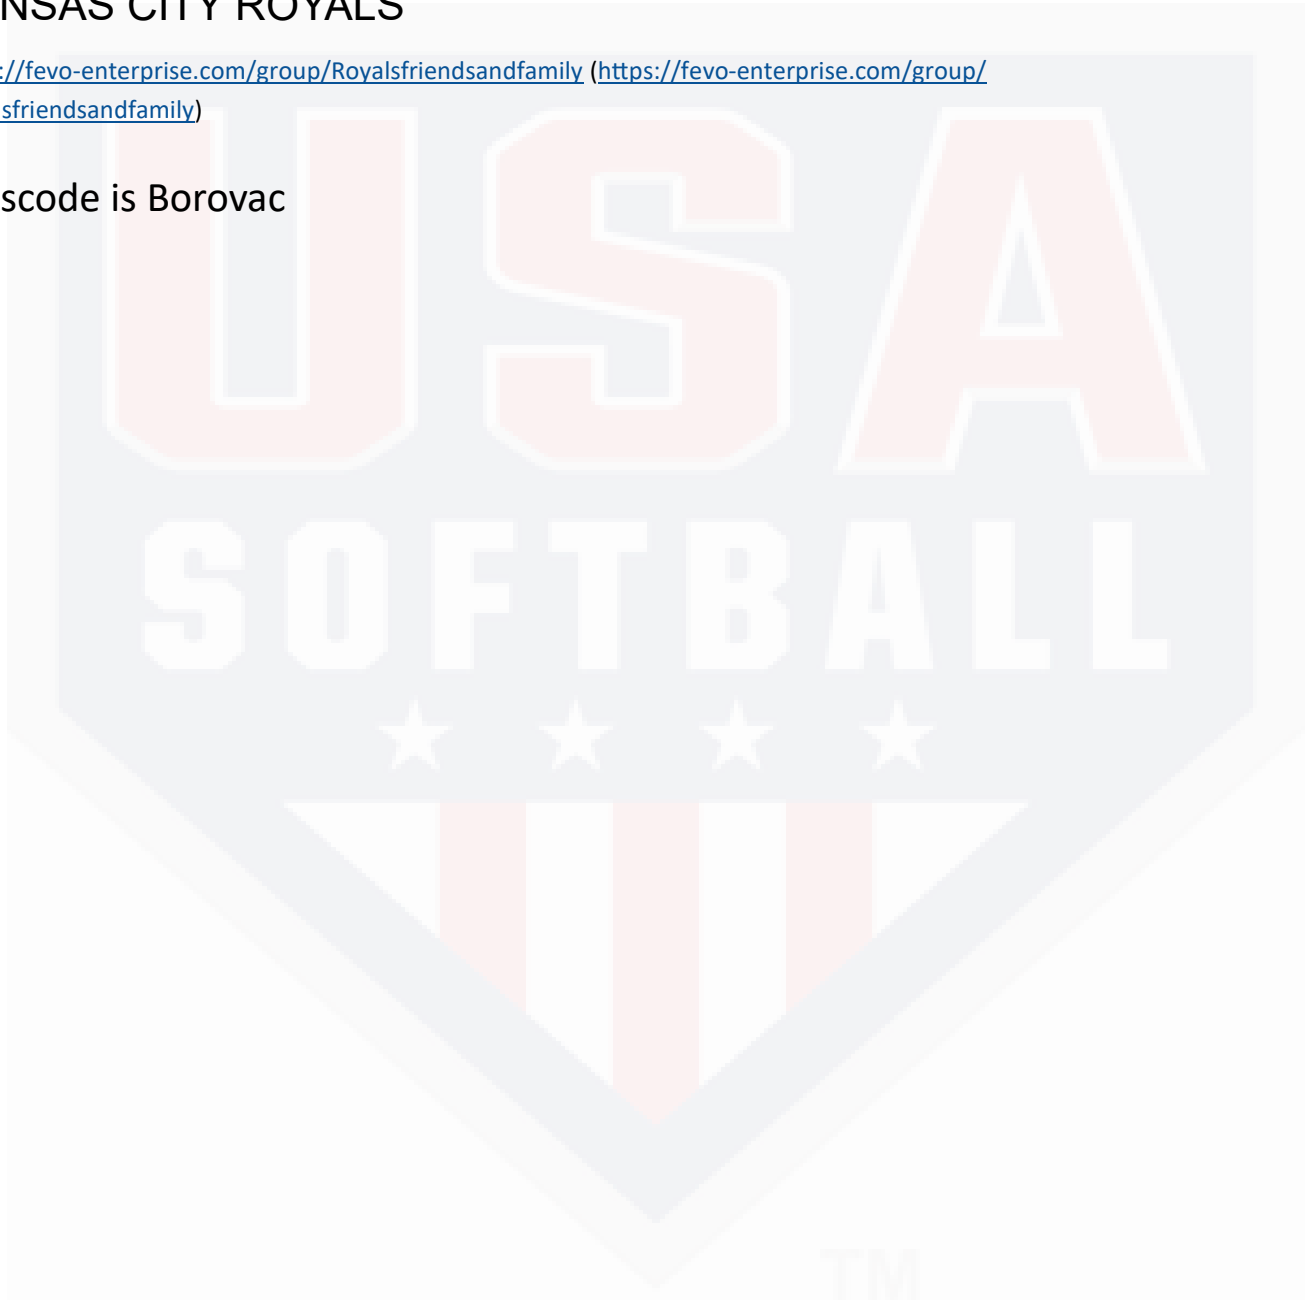 NSAS CITY ROYALS
://fevo-enterprise.com/group/Royalsfriendsandfamily (https://fevo-enterprise.com/group/
sfriendsandfamily)
scode is Borovac
USA
SOFTBALL
TM